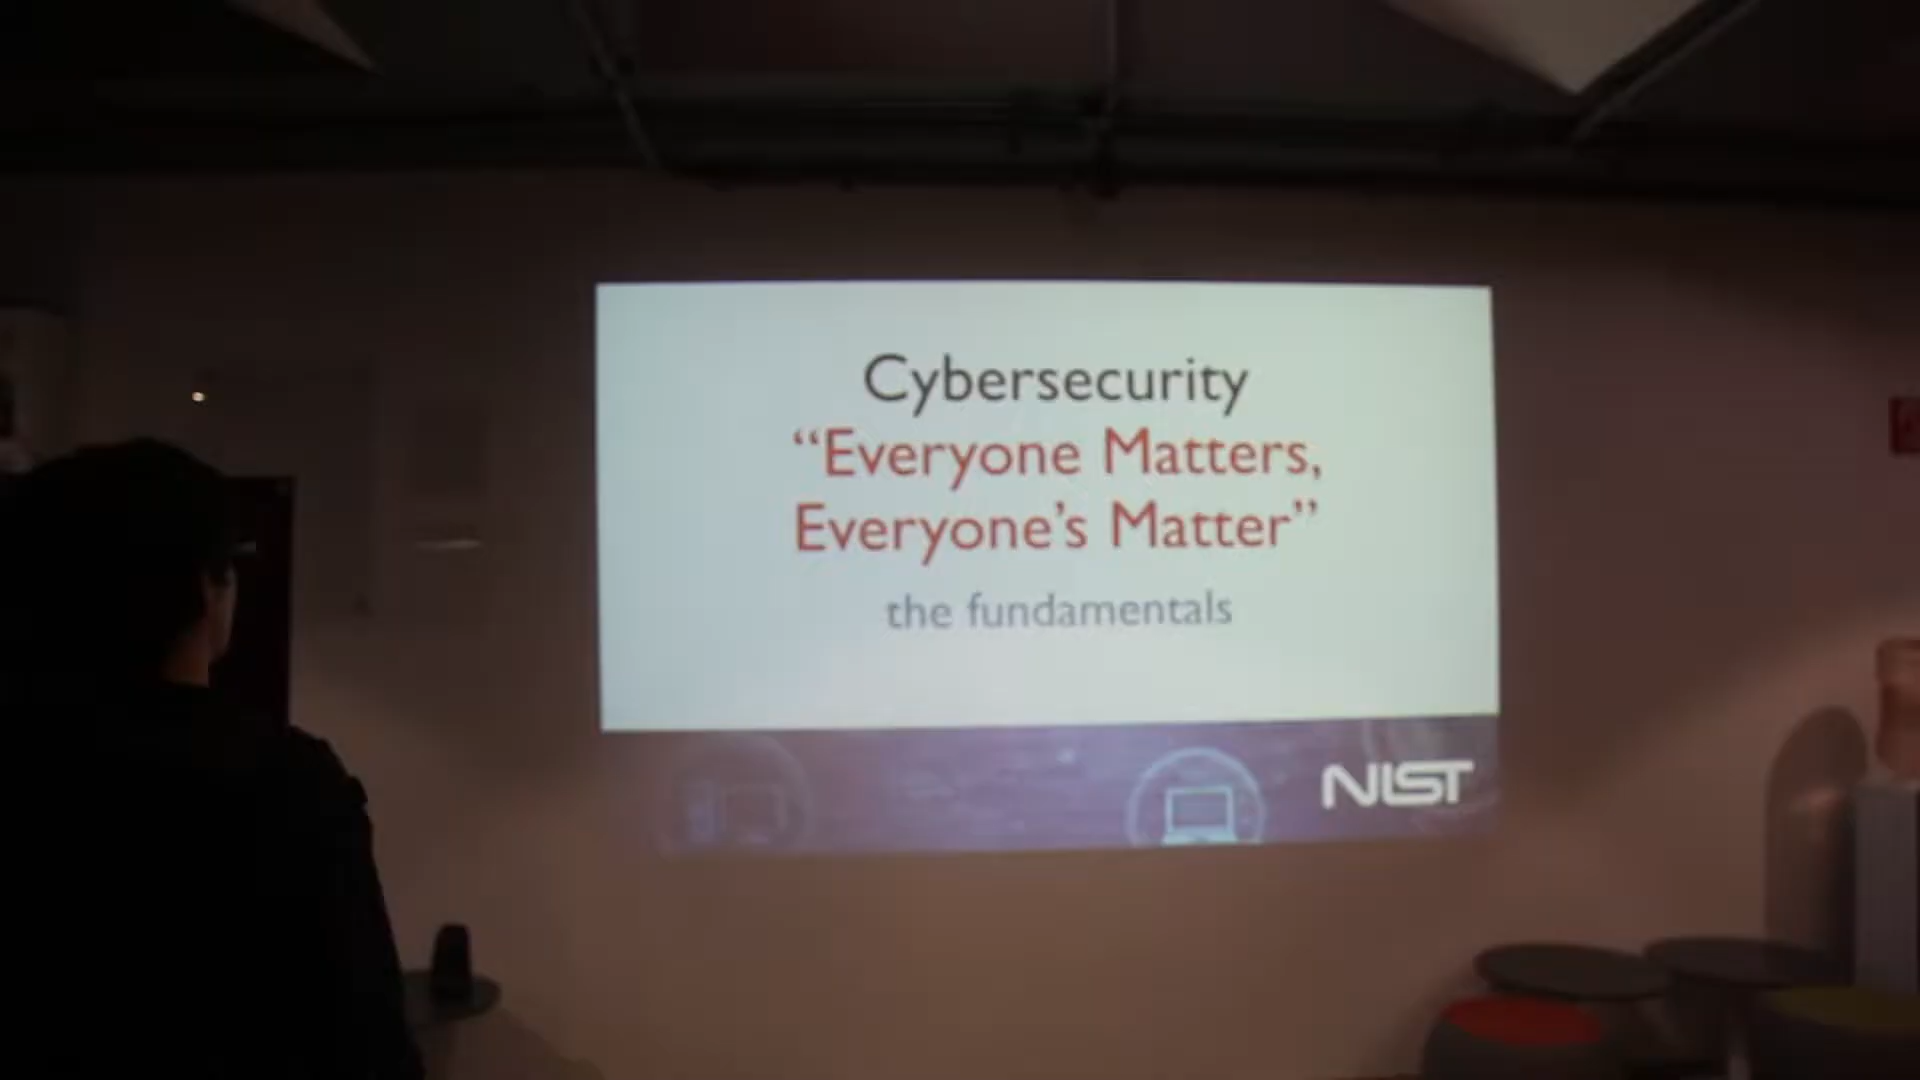 Cybersecurity
“Everyone Matters,
Everyone’s Matter”
the fundamentals
NIST